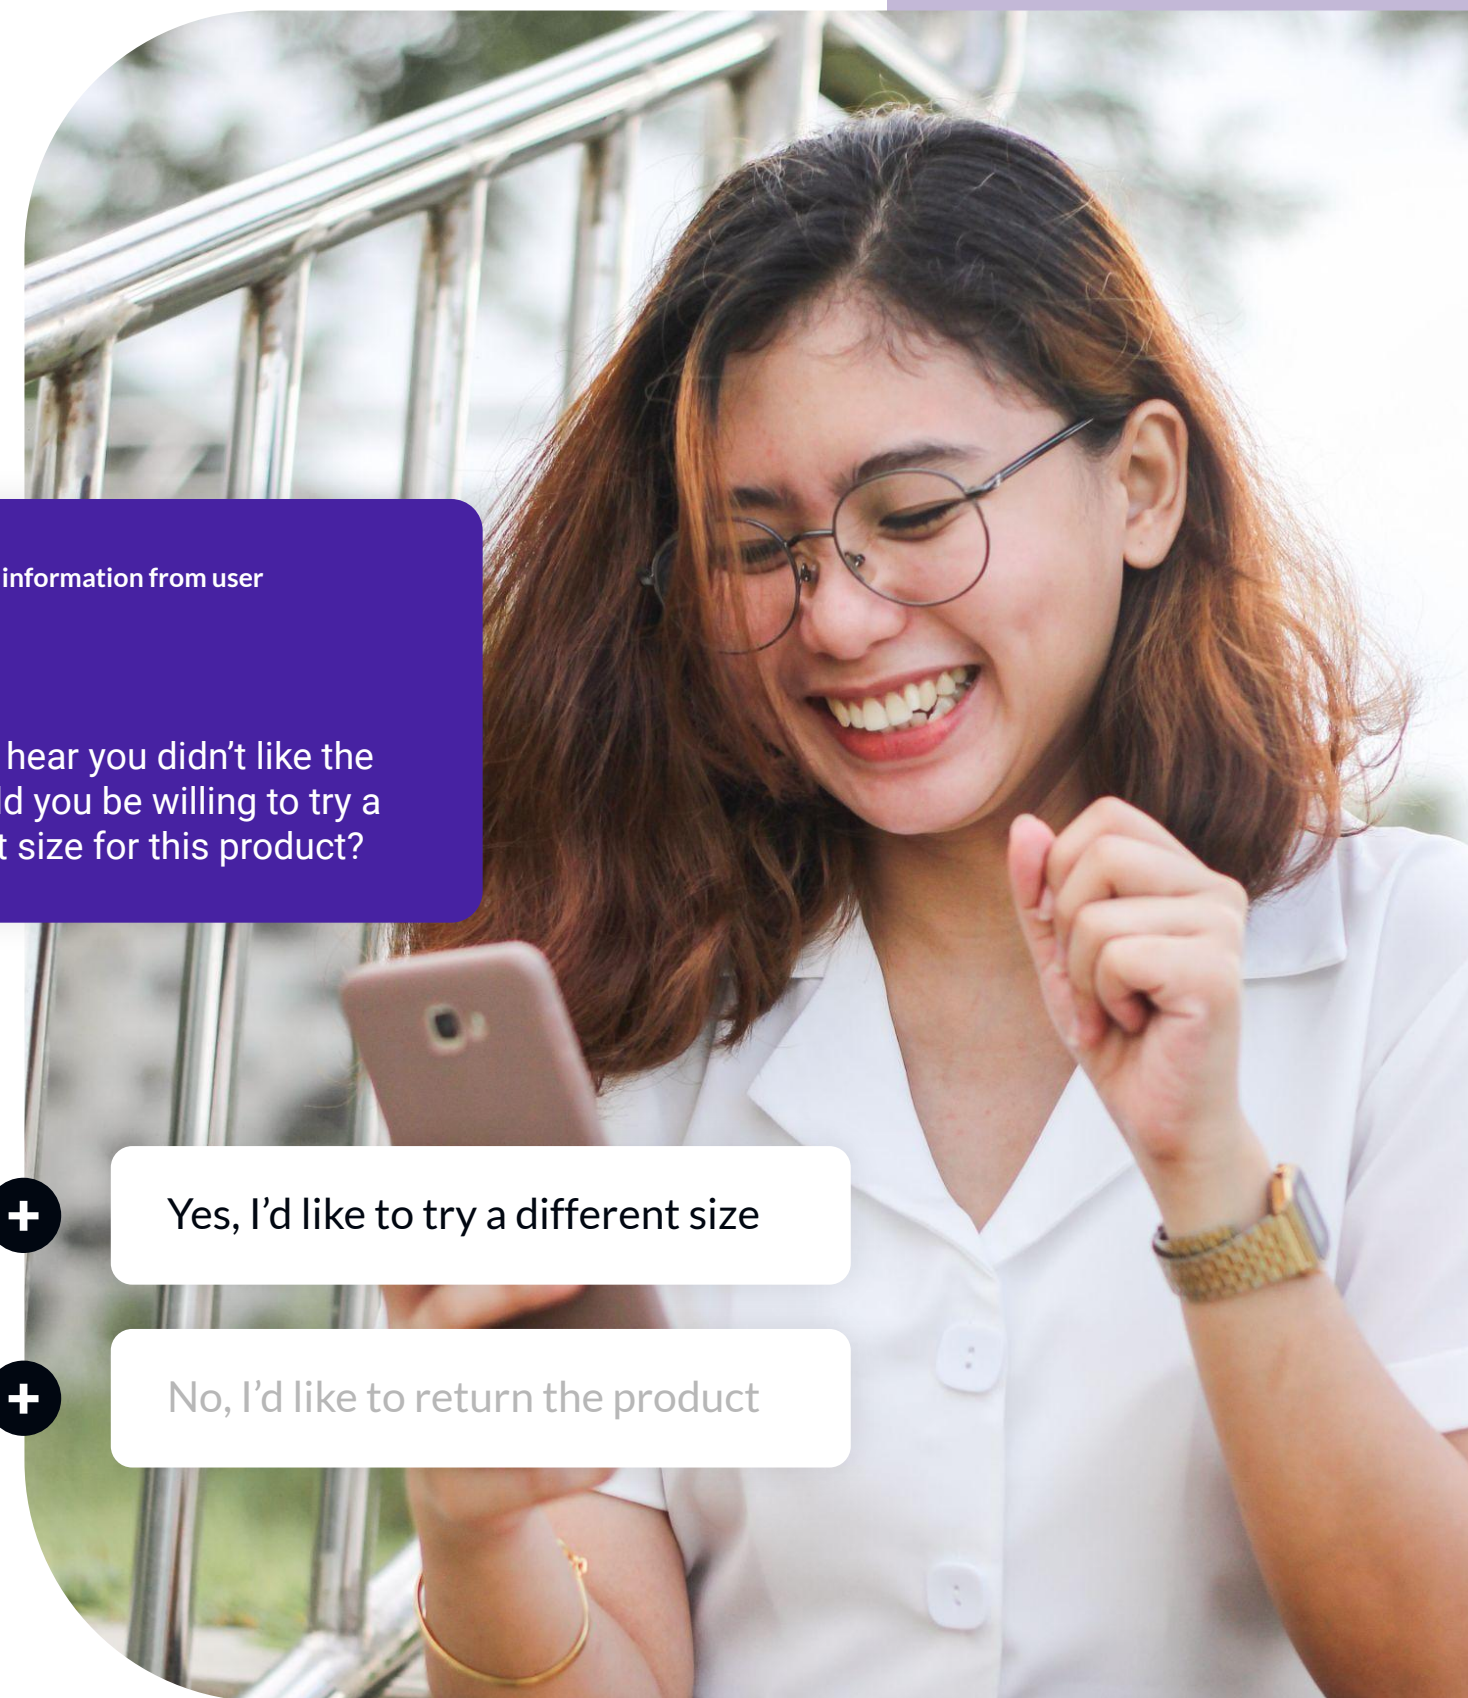 information from user
hear you didn’t like the
you be willing to try a
size for this product?
Yes, I’d like to try a different size
No, I’d like to return the product